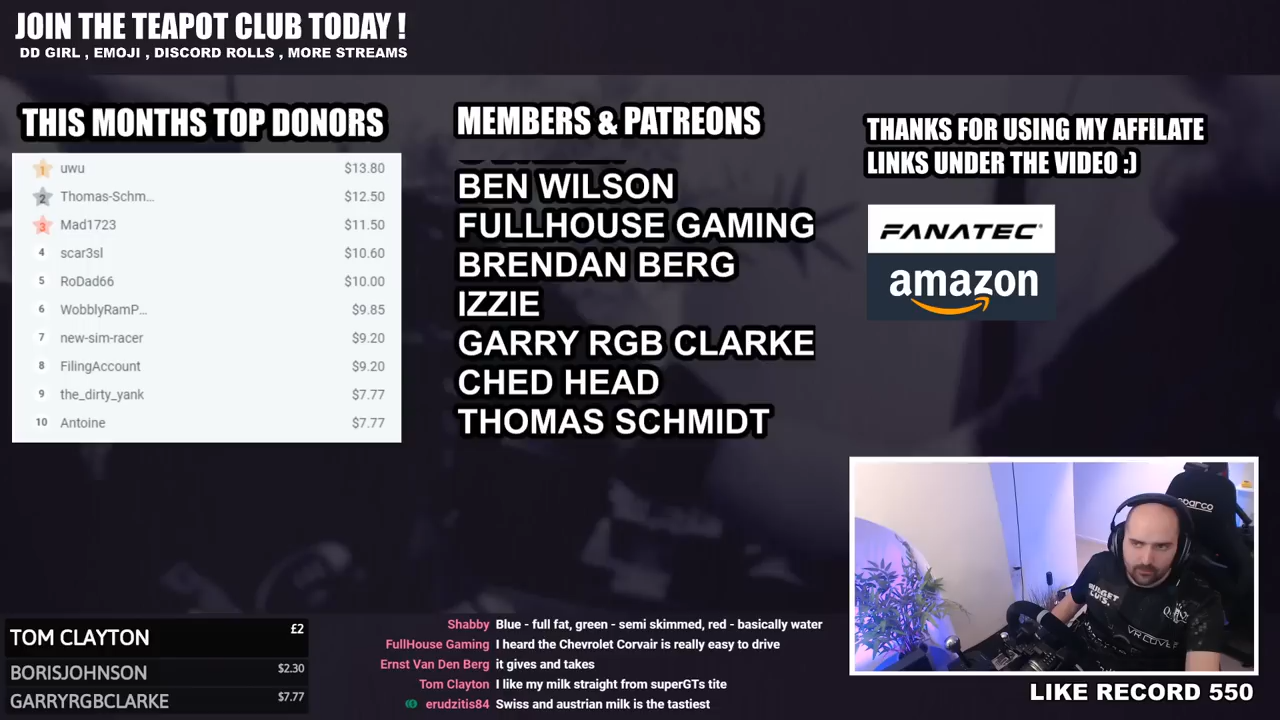 JOIN THE TEAPOT CLUB TODAY !
DD GIRL , EMOJI , DISCORD ROLLS , MORE STREAMS
THIS MONTHS TOP DONORS
1 uwu $13.80
2 Thomas-Schm... $12.50
3 Mad1723 $11.50
4 scar3sl $10.60
5 RoDad66 $10.00
6 WobblyRamP... $9.85
7 new-sim-racer $9.20
8 FilingAccount $9.20
9 the_dirty_yank $7.77
10 Antoine $7.77
MEMBERS & PATREONS
BEN WILSON
FULLHOUSE GAMING
BRENDAN BERG
IZZIE
GARRY RGB CLARKE
CHED HEAD
THOMAS SCHMIDT
THANKS FOR USING MY AFFILATE
LINKS UNDER THE VIDEO :)
FANATEC
amazon
sparco
BUDGET
LUIS.
TOM CLAYTON £2
BORISJOHNSON $2.30
GARRYRGBCLARKE $7.77
Shabby Blue - full fat, green - semi skimmed, red - basically water
FullHouse Gaming I heard the Chevrolet Corvair is really easy to drive
Ernst Van Den Berg it gives and takes
Tom Clayton I like my milk straight from superGTs tite
erudzitis84 Swiss and austrian milk is the tastiest
LIKE RECORD 550